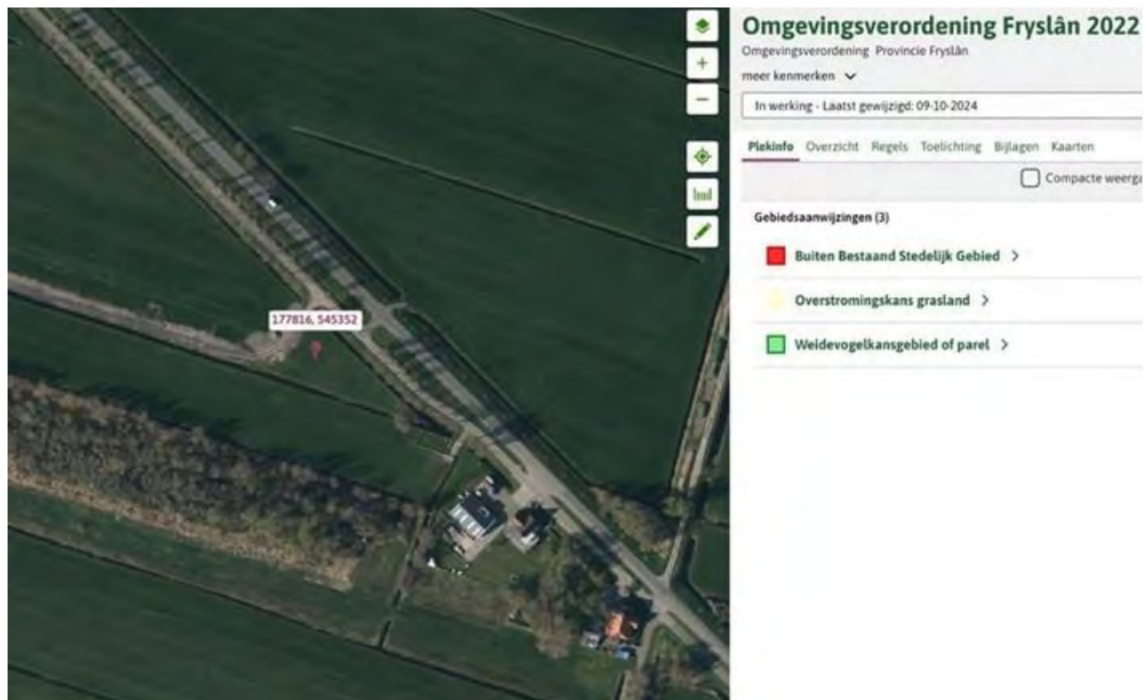 177816, 545352
Omgevingsverordening Fryslân 2022
Omgevingsverordening Provincie Fryslân
meer kenmerken
In werking - Laatst gewijzigd: 09-10-2024
Plekinfo Overzicht Regels Toelichting Bijlagen Kaarten
Compacte weerga
Gebiedsaanwijzingen (3)
Buiten Bestaand Stedelijk Gebied
Overstromingskans grasland
Weidevogelkansgebied of parel